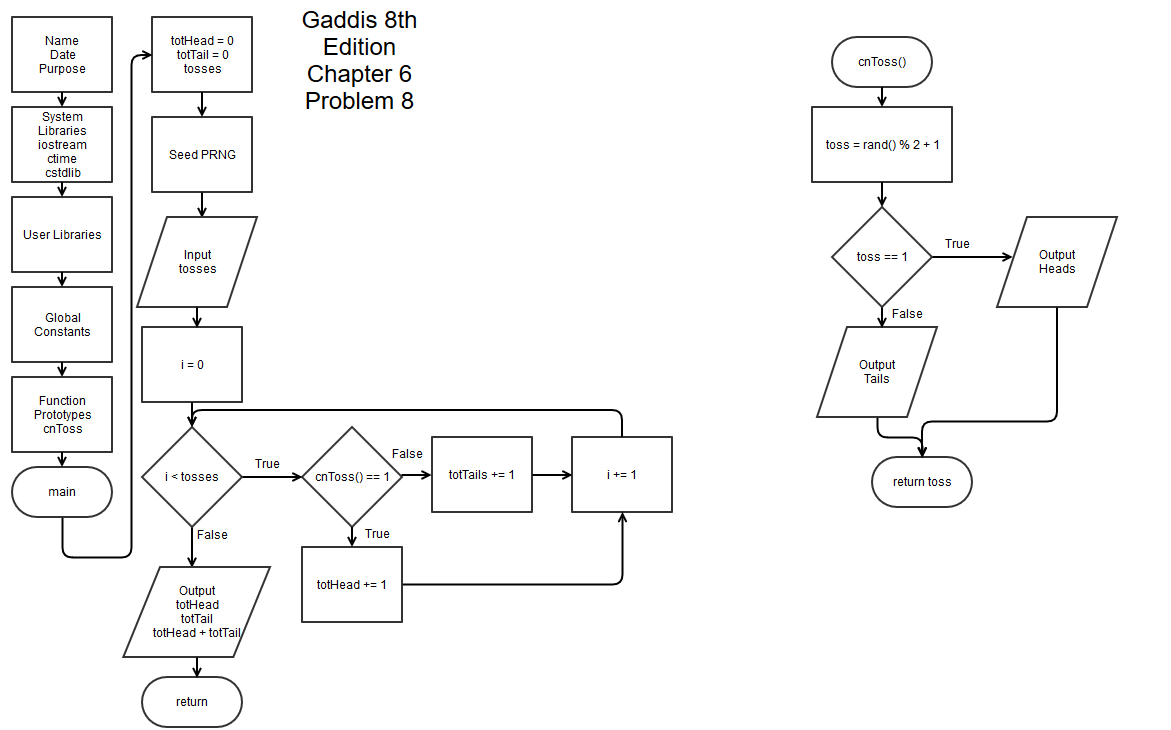 Gaddis 8th
Edition
Chapter 6
Problem 8
Name
Date
Purpose
System
Libraries
iostream
ctime
cstdlib
User Libraries
Global
Constants
Function
Prototypes
cnToss
main
totHead = 0
totTail = 0
tosses
Seed PRNG
Input
tosses
i = 0
i < tosses
True
False
cnToss() == 1
False
True
totTails += 1
i += 1
totHead += 1
Output
totHead
totTail
totHead + totTail
return
cnToss()
toss = rand() % 2 + 1
toss == 1
True
False
Output
Heads
Output
Tails
return toss